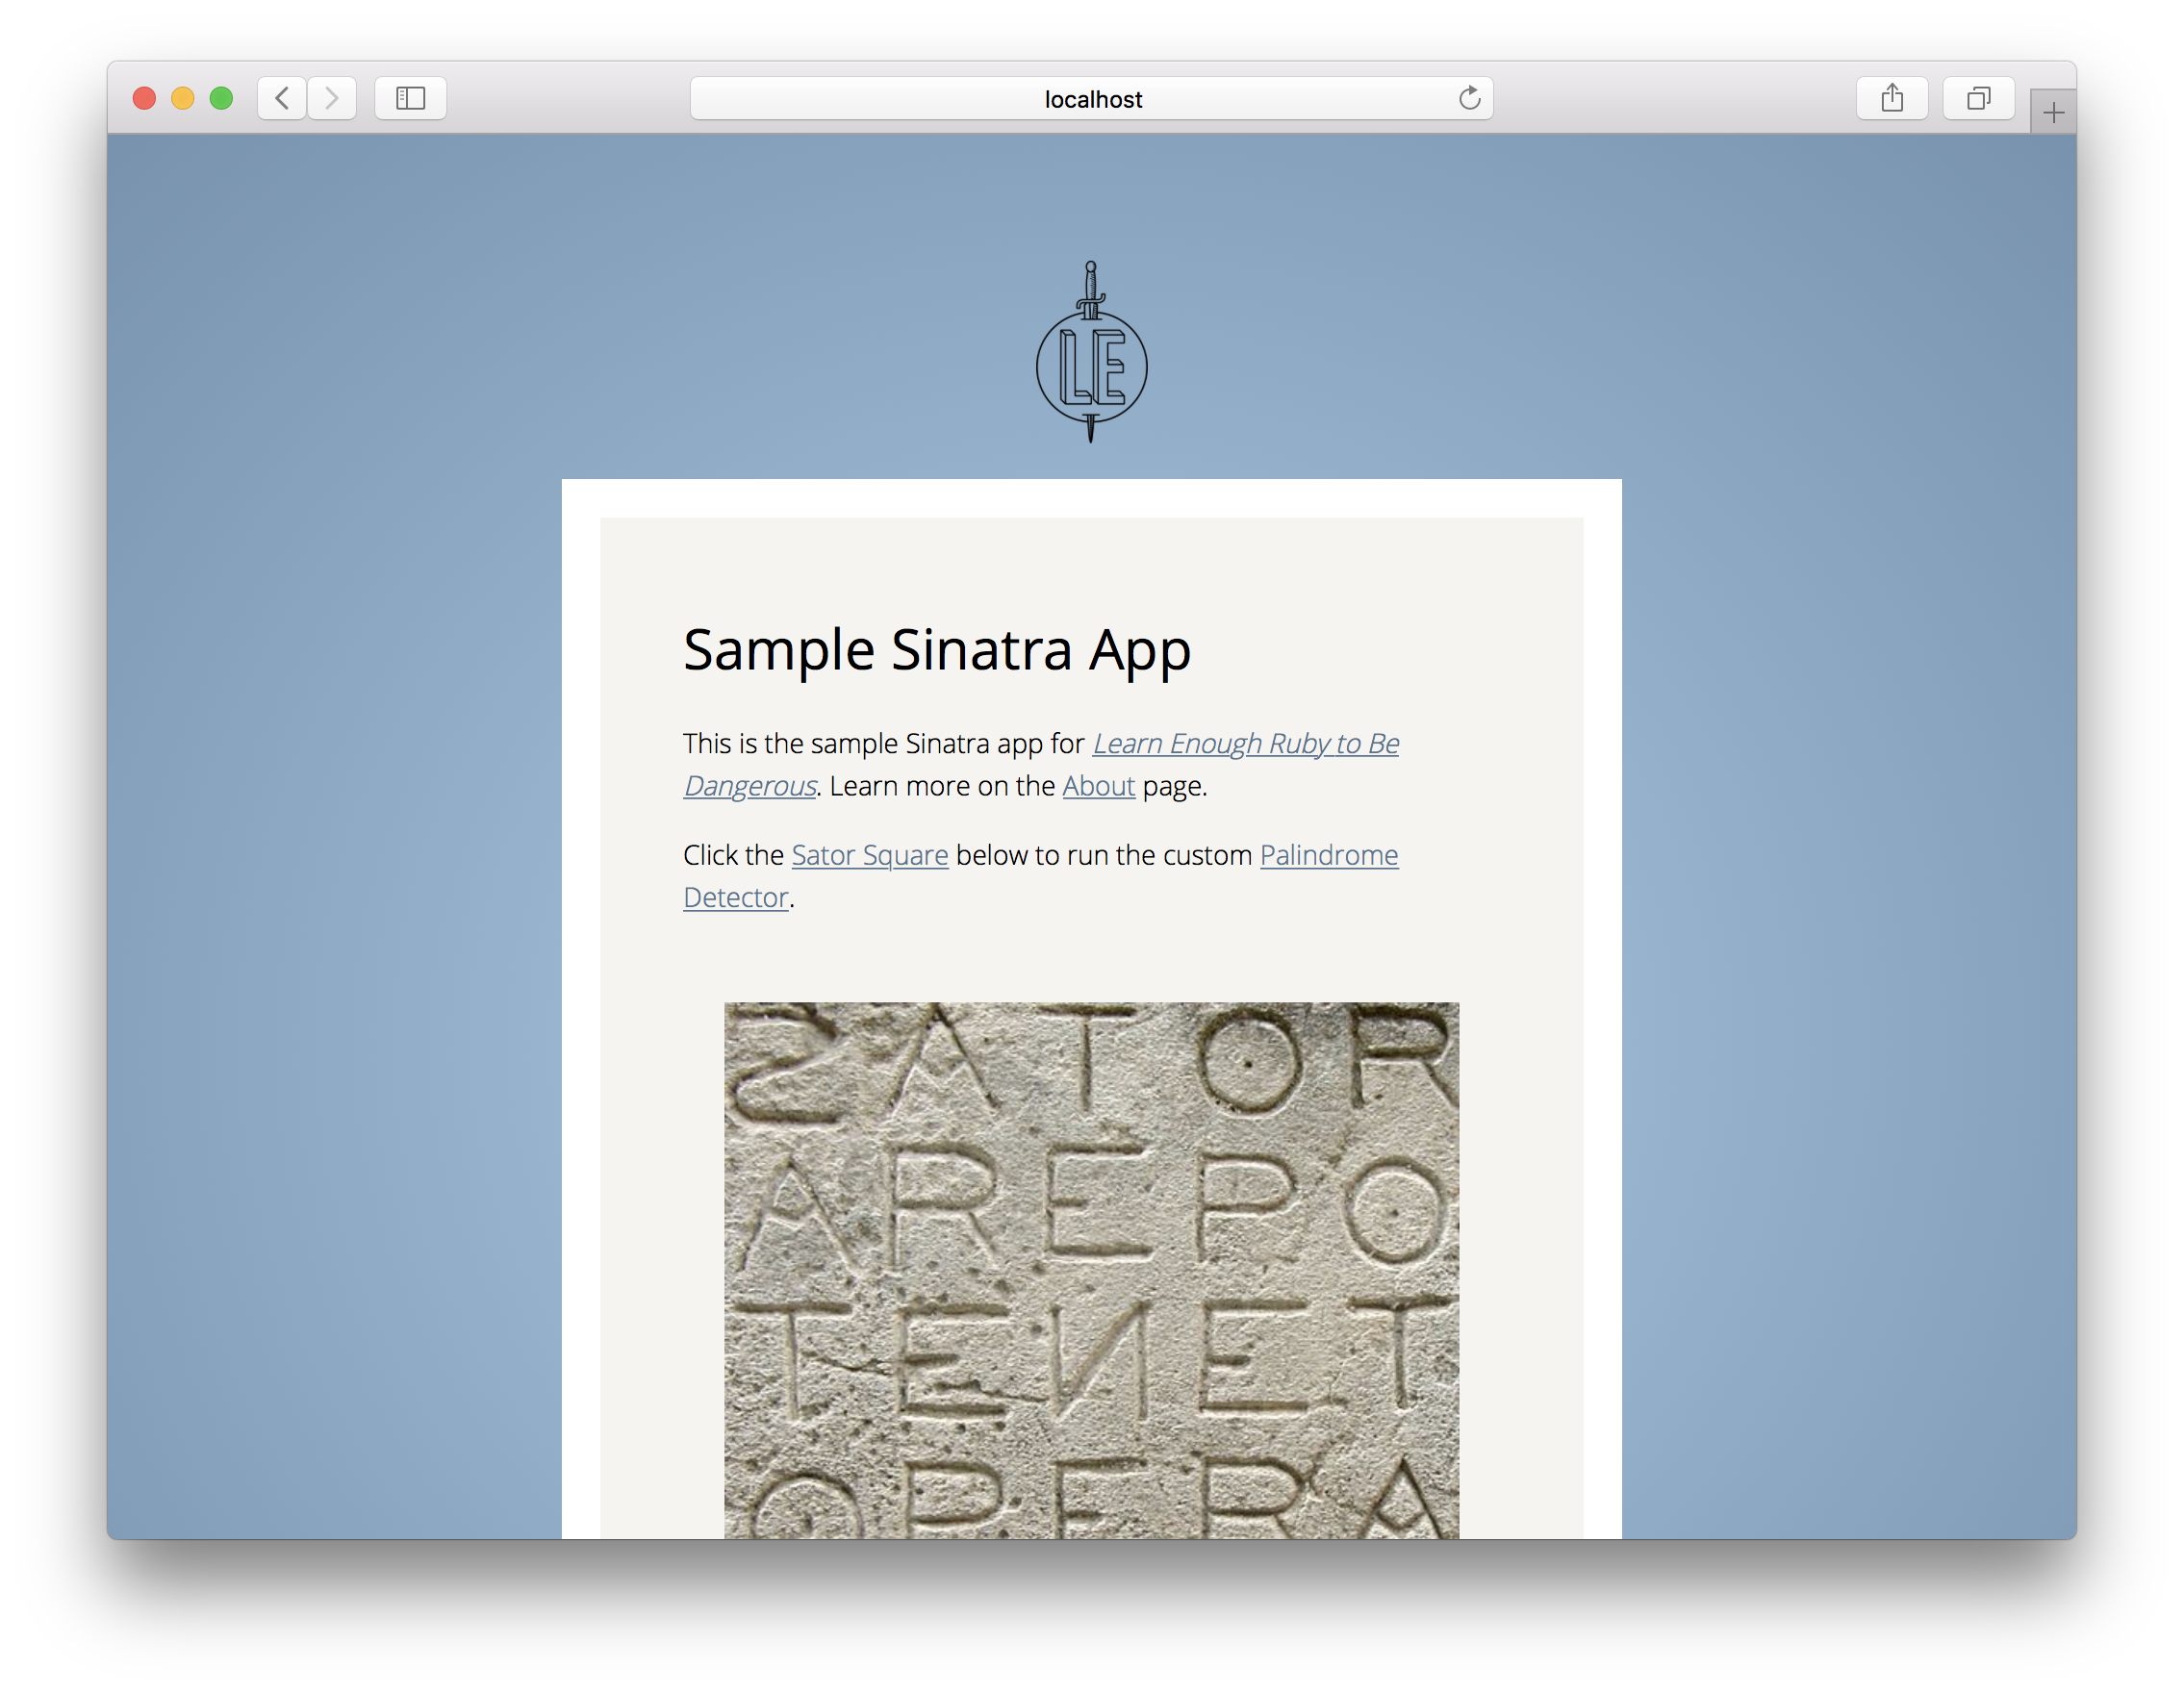 localhost
LE
Sample Sinatra App
This is the sample Sinatra app for Learn Enough Ruby to Be
Dangerous. Learn more on the About page.
Click the Sator Square below to run the custom Palindrome
Detector.
SATOR
AREPO
TENET
OPERA